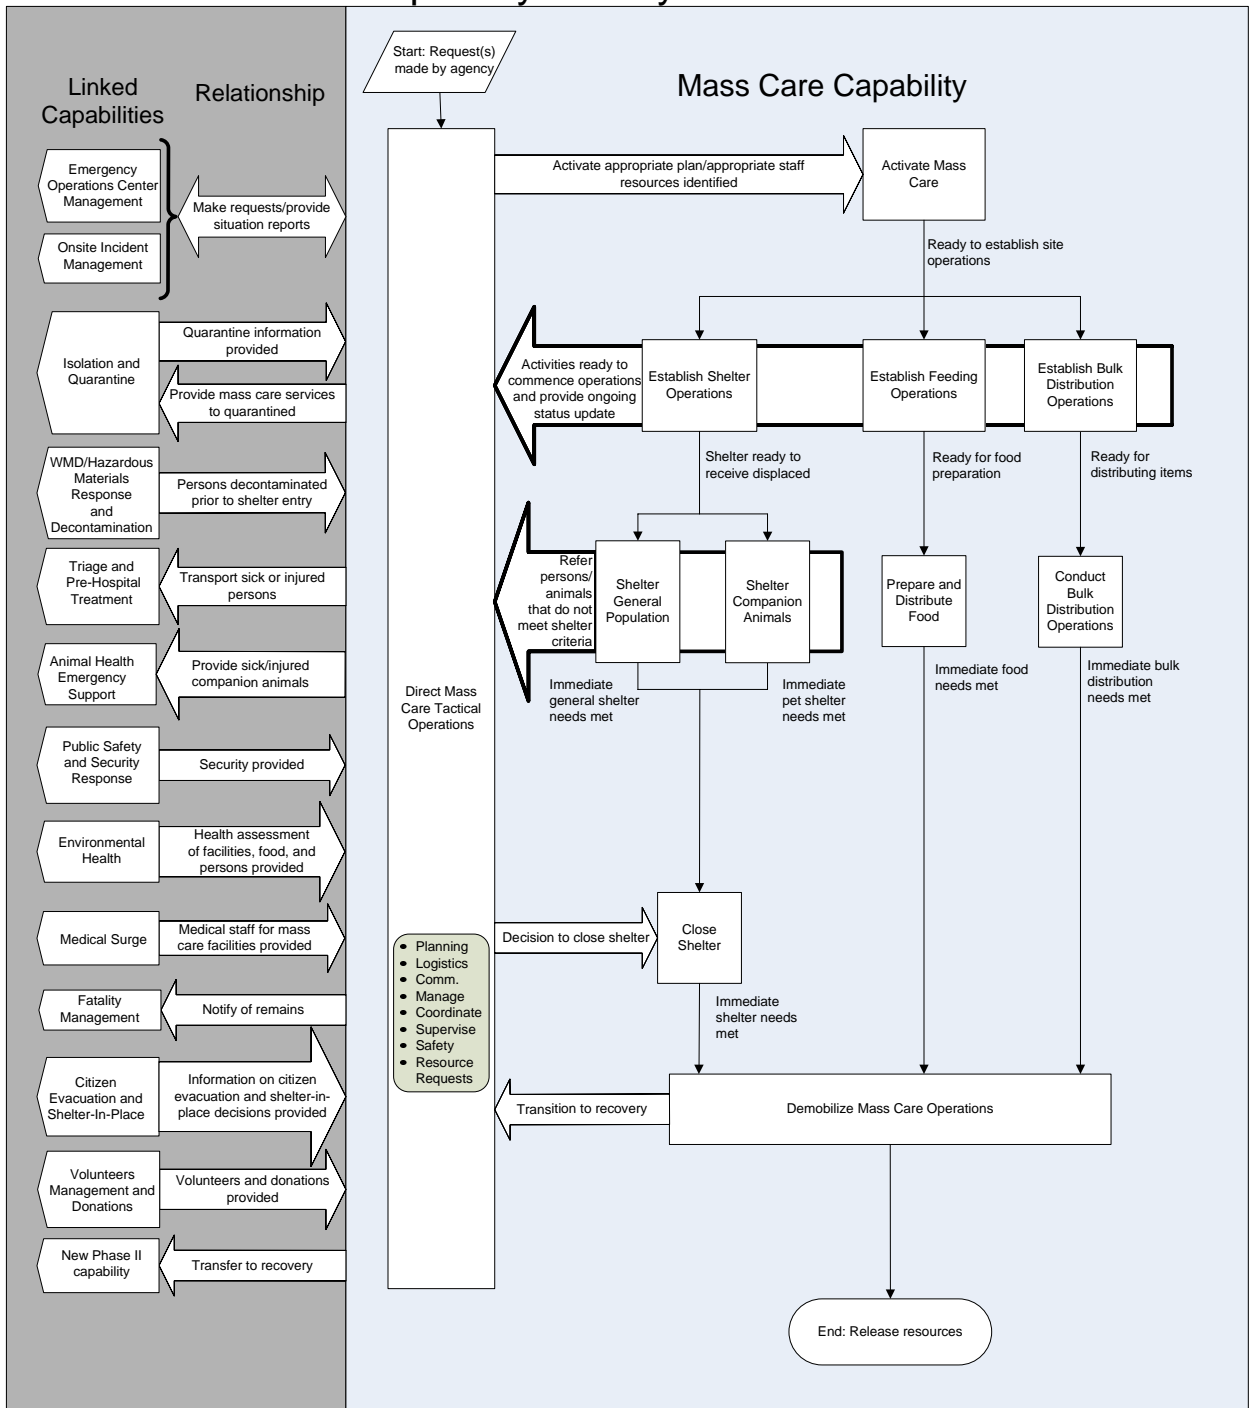 Start: Request(s)
made by agency
Linked
Capabilities
Relationship
Mass Care Capability
Emergency
Operations Center
Management
Onsite Incident
Management
Make requests/provide
situation reports
Activate appropriate plan/appropriate staff
resources identified
Activate Mass
Care
Ready to establish site
operations
Isolation and
Quarantine
Quarantine information
provided
Provide mass care services
to quarantined
Activities ready to
commence operations
and provide ongoing
status update
Establish Shelter
Operations
Establish Feeding
Operations
Establish Bulk
Distribution
Operations
WMD/Hazardous
Materials
Response
and
Decontamination
Persons decontaminated
prior to shelter entry
Shelter ready to
receive displaced
Ready for food
preparation
Ready for
distributing items
Triage and
Pre-Hospital
Treatment
Transport sick or injured
persons
Refer
persons/
animals
that do not
meet shelter
criteria
Shelter
General
Population
Shelter
Companion
Animals
Prepare and
Distribute
Food
Conduct
Bulk
Distribution
Operations
Animal Health
Emergency
Support
Provide sick/injured
companion animals
Direct Mass
Care Tactical
Operations
Immediate
general shelter
needs met
Immediate
pet shelter
needs met
Immediate food
needs met
Immediate bulk
distribution
needs met
Public Safety
and Security
Response
Security provided
Environmental
Health
Health assessment
of facilities, food, and
persons provided
Medical Surge
Medical staff for mass
care facilities provided
• Planning
• Logistics
• Comm.
• Manage
• Coordinate
• Supervise
• Safety
• Resource
Requests
Decision to close shelter
Close
Shelter
Immediate
shelter needs
met
Fatality
Management
Notify of remains
Citizen
Evacuation and
Shelter-In-Place
Information on citizen
evacuation and shelter-in-
place decisions provided
Transition to recovery
Demobilize Mass Care Operations
Volunteers
Management and
Donations
Volunteers and donations
provided
New Phase II
capability
Transfer to recovery
End: Release resources